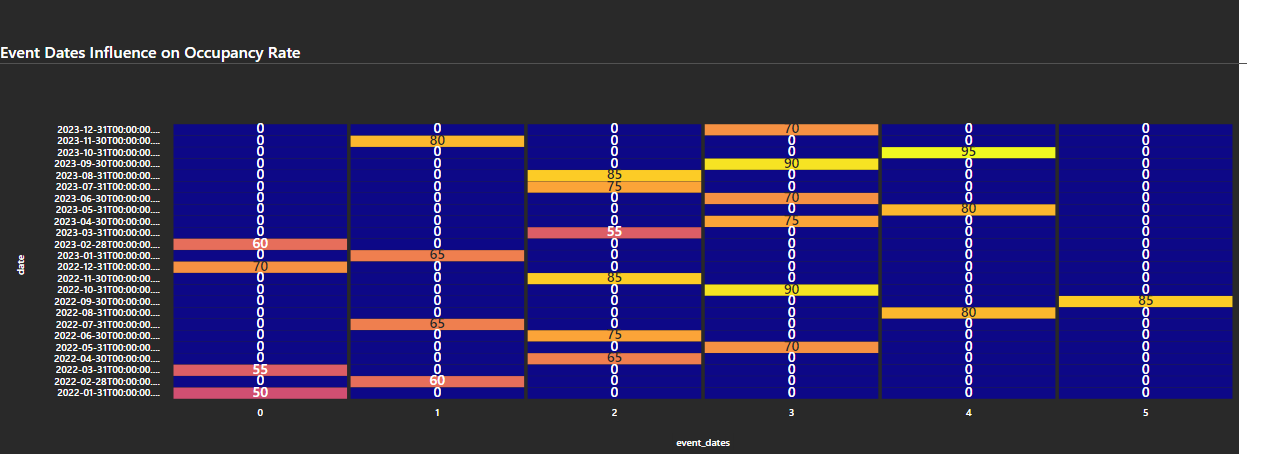 Event Dates Influence on Occupancy Rate
2023-12-31T00:00:00.... 0 0 0 70 0 0
2023-11-30T00:00:00.... 0 80 0 0 0 0
2023-10-31T00:00:00.... 0 0 0 0 95 0
2023-09-30T00:00:00.... 0 0 0 90 0 0
2023-08-31T00:00:00.... 0 0 85 0 0 0
2023-07-31T00:00:00.... 0 0 75 0 0 0
2023-06-30T00:00:00.... 0 0 0 70 0 0
2023-05-31T00:00:00.... 0 0 0 0 80 0
2023-04-30T00:00:00.... 0 0 0 75 0 0
2023-03-31T00:00:00.... 0 0 55 0 0 0
2023-02-28T00:00:00.... 60 0 0 0 0 0
2023-01-31T00:00:00.... 0 65 0 0 0 0
2022-12-31T00:00:00.... 70 0 0 0 0 0
2022-11-30T00:00:00.... 0 0 85 0 0 0
2022-10-31T00:00:00.... 0 0 0 90 0 0
2022-09-30T00:00:00.... 0 0 0 0 0 85
2022-08-31T00:00:00.... 0 0 0 0 80 0
2022-07-31T00:00:00.... 0 65 0 0 0 0
2022-06-30T00:00:00.... 0 0 75 0 0 0
2022-05-31T00:00:00.... 0 0 0 70 0 0
2022-04-30T00:00:00.... 0 0 65 0 0 0
2022-03-31T00:00:00.... 55 0 0 0 0 0
2022-02-28T00:00:00.... 0 60 0 0 0 0
2022-01-31T00:00:00.... 50 0 0 0 0 0
date
0 1 2 3 4 5
event_dates